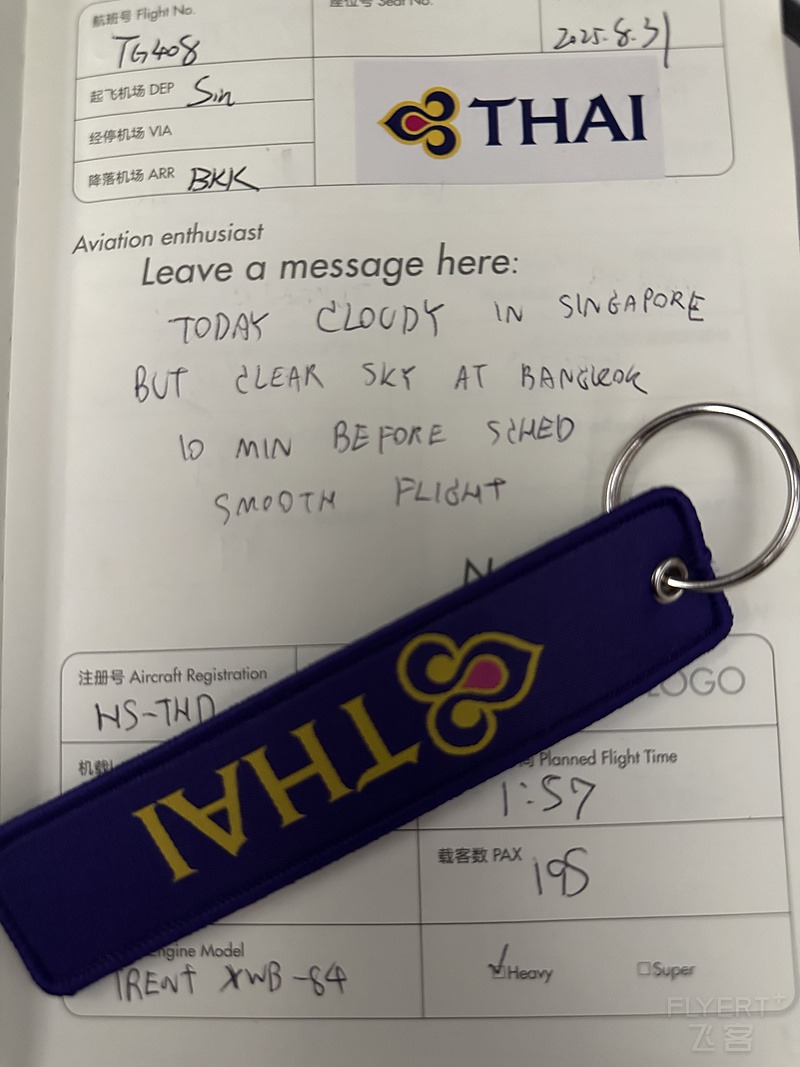 航班号 Flight No.
TG408
座位号 Seat No.
2025.8.31
起飞机场 DEP Sin
经停机场 VIA
降落机场 ARR BKK
THAI
Aviation enthusiast
Leave a message here:
TODAY CLOUDY IN SINGAPORE
BUT CLEAR SKY AT BANGKOK
10 MIN BEFORE SCHED
SMOOTH FLIGHT
注册号 Aircraft Registration
HS-THD
LOGO
Planned Flight Time
1:57
THAI
载客数 PAX 195
Engine Model
TRENT XWB-84
Heavy
Super
FLYERT+
飞客